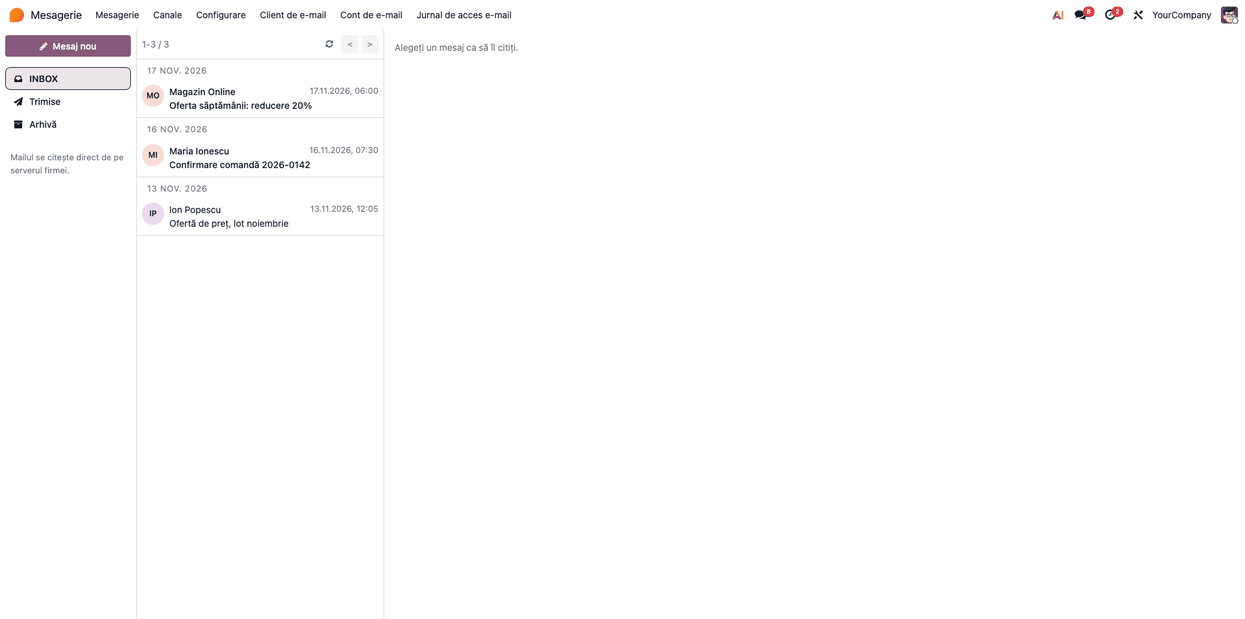 Mesagerie Mesagerie Canale Configurare Client de e-mail Cont de e-mail Jurnal de acces e-mail AI 8 2 YourCompany
Mesaj nou
INBOX
Trimise
Arhivă
Mailul se citește direct de pe
serverul firmei.
1-3 / 3 < >
17 NOV. 2026
MO Magazin Online 17.11.2026, 06:00
Oferta săptămânii: reducere 20%
16 NOV. 2026
MI Maria Ionescu 16.11.2026, 07:30
Confirmare comandă 2026-0142
13 NOV. 2026
IP Ion Popescu 13.11.2026, 12:05
Ofertă de preț, lot noiembrie
Alegeți un mesaj ca să îl citiți.